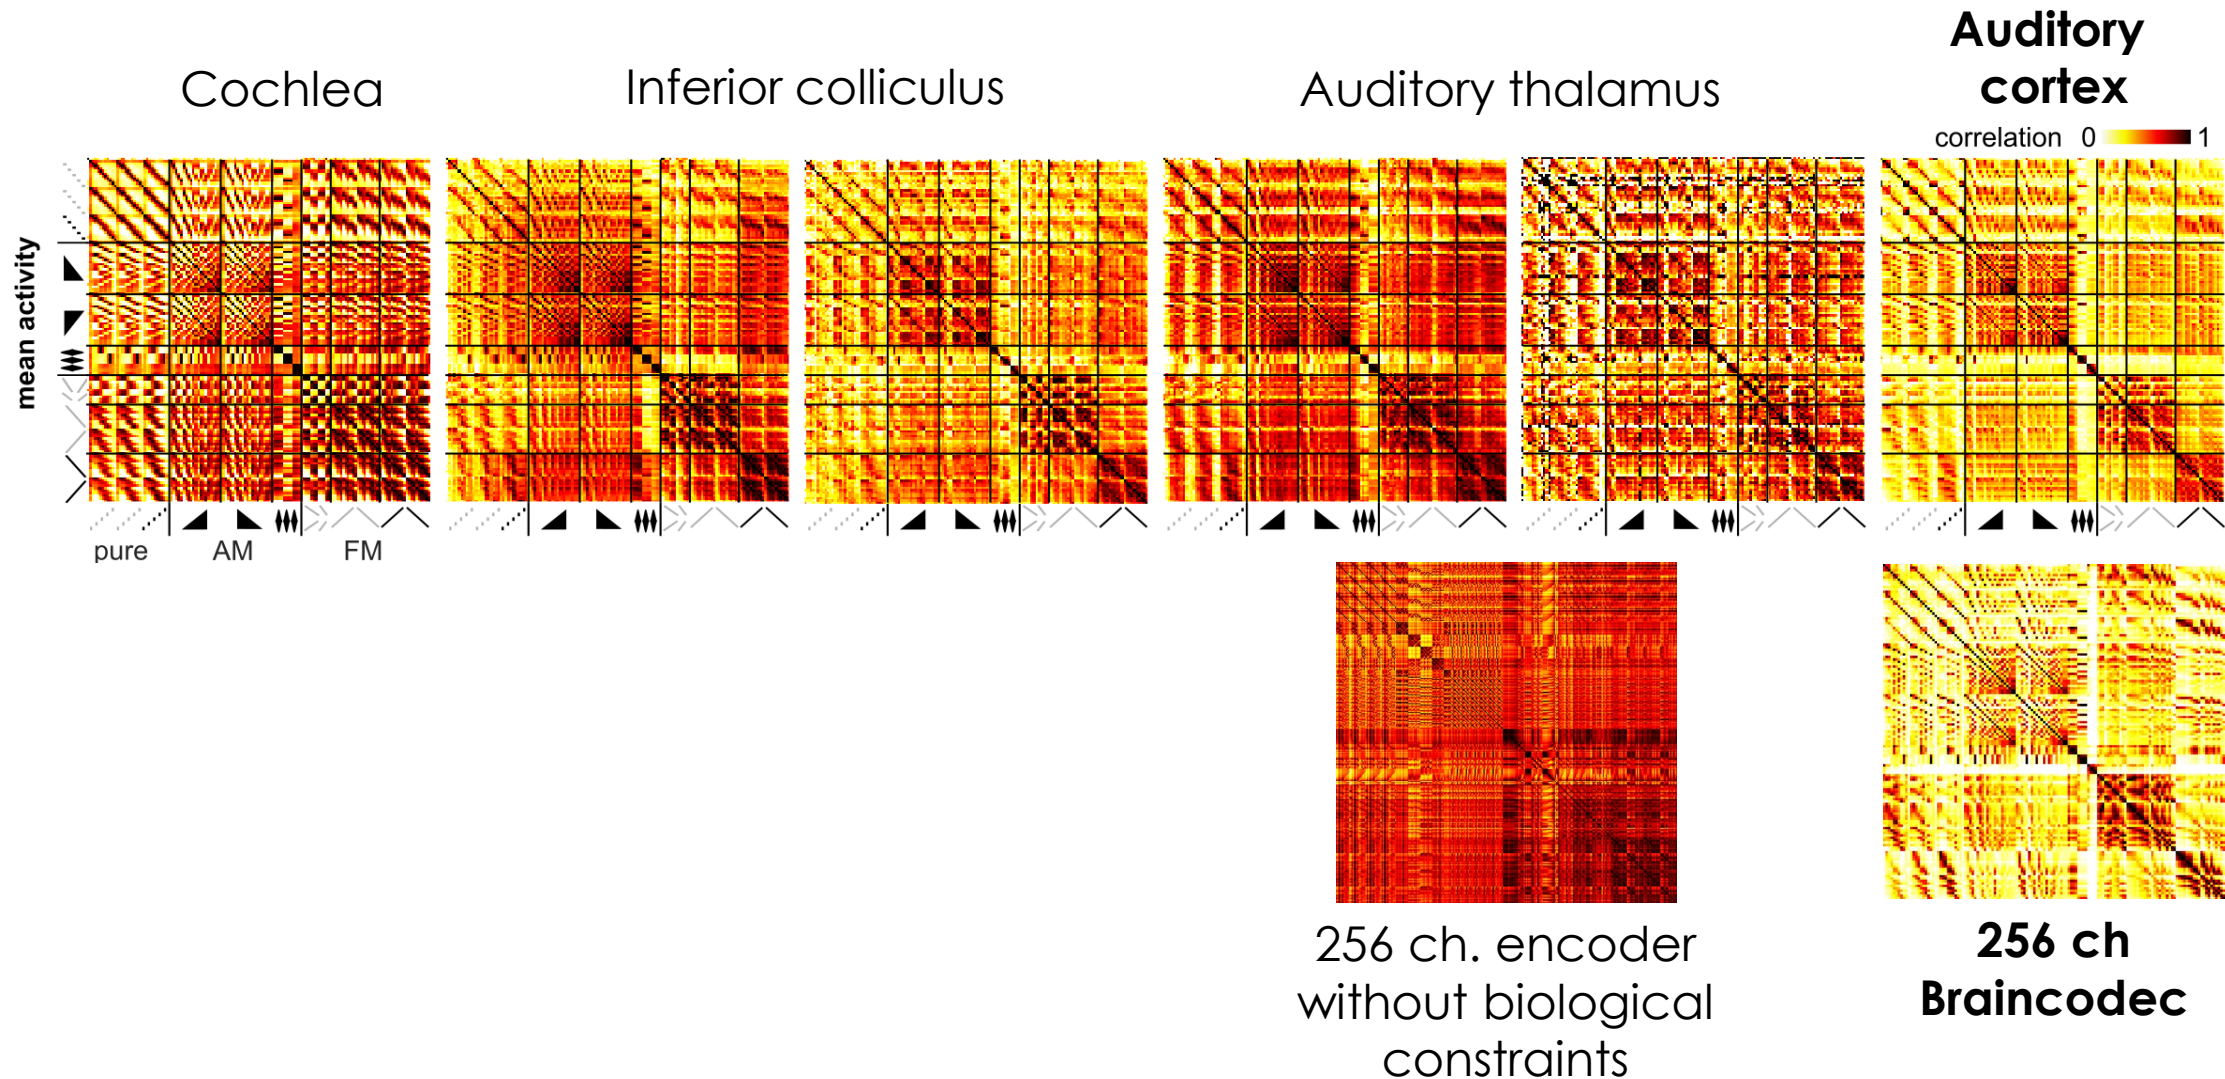 Cochlea
Inferior colliculus
Auditory thalamus
Auditory
cortex
correlation 0 1
mean activity
pure AM FM
256 ch. encoder
without biological
constraints
256 ch
Braincodec